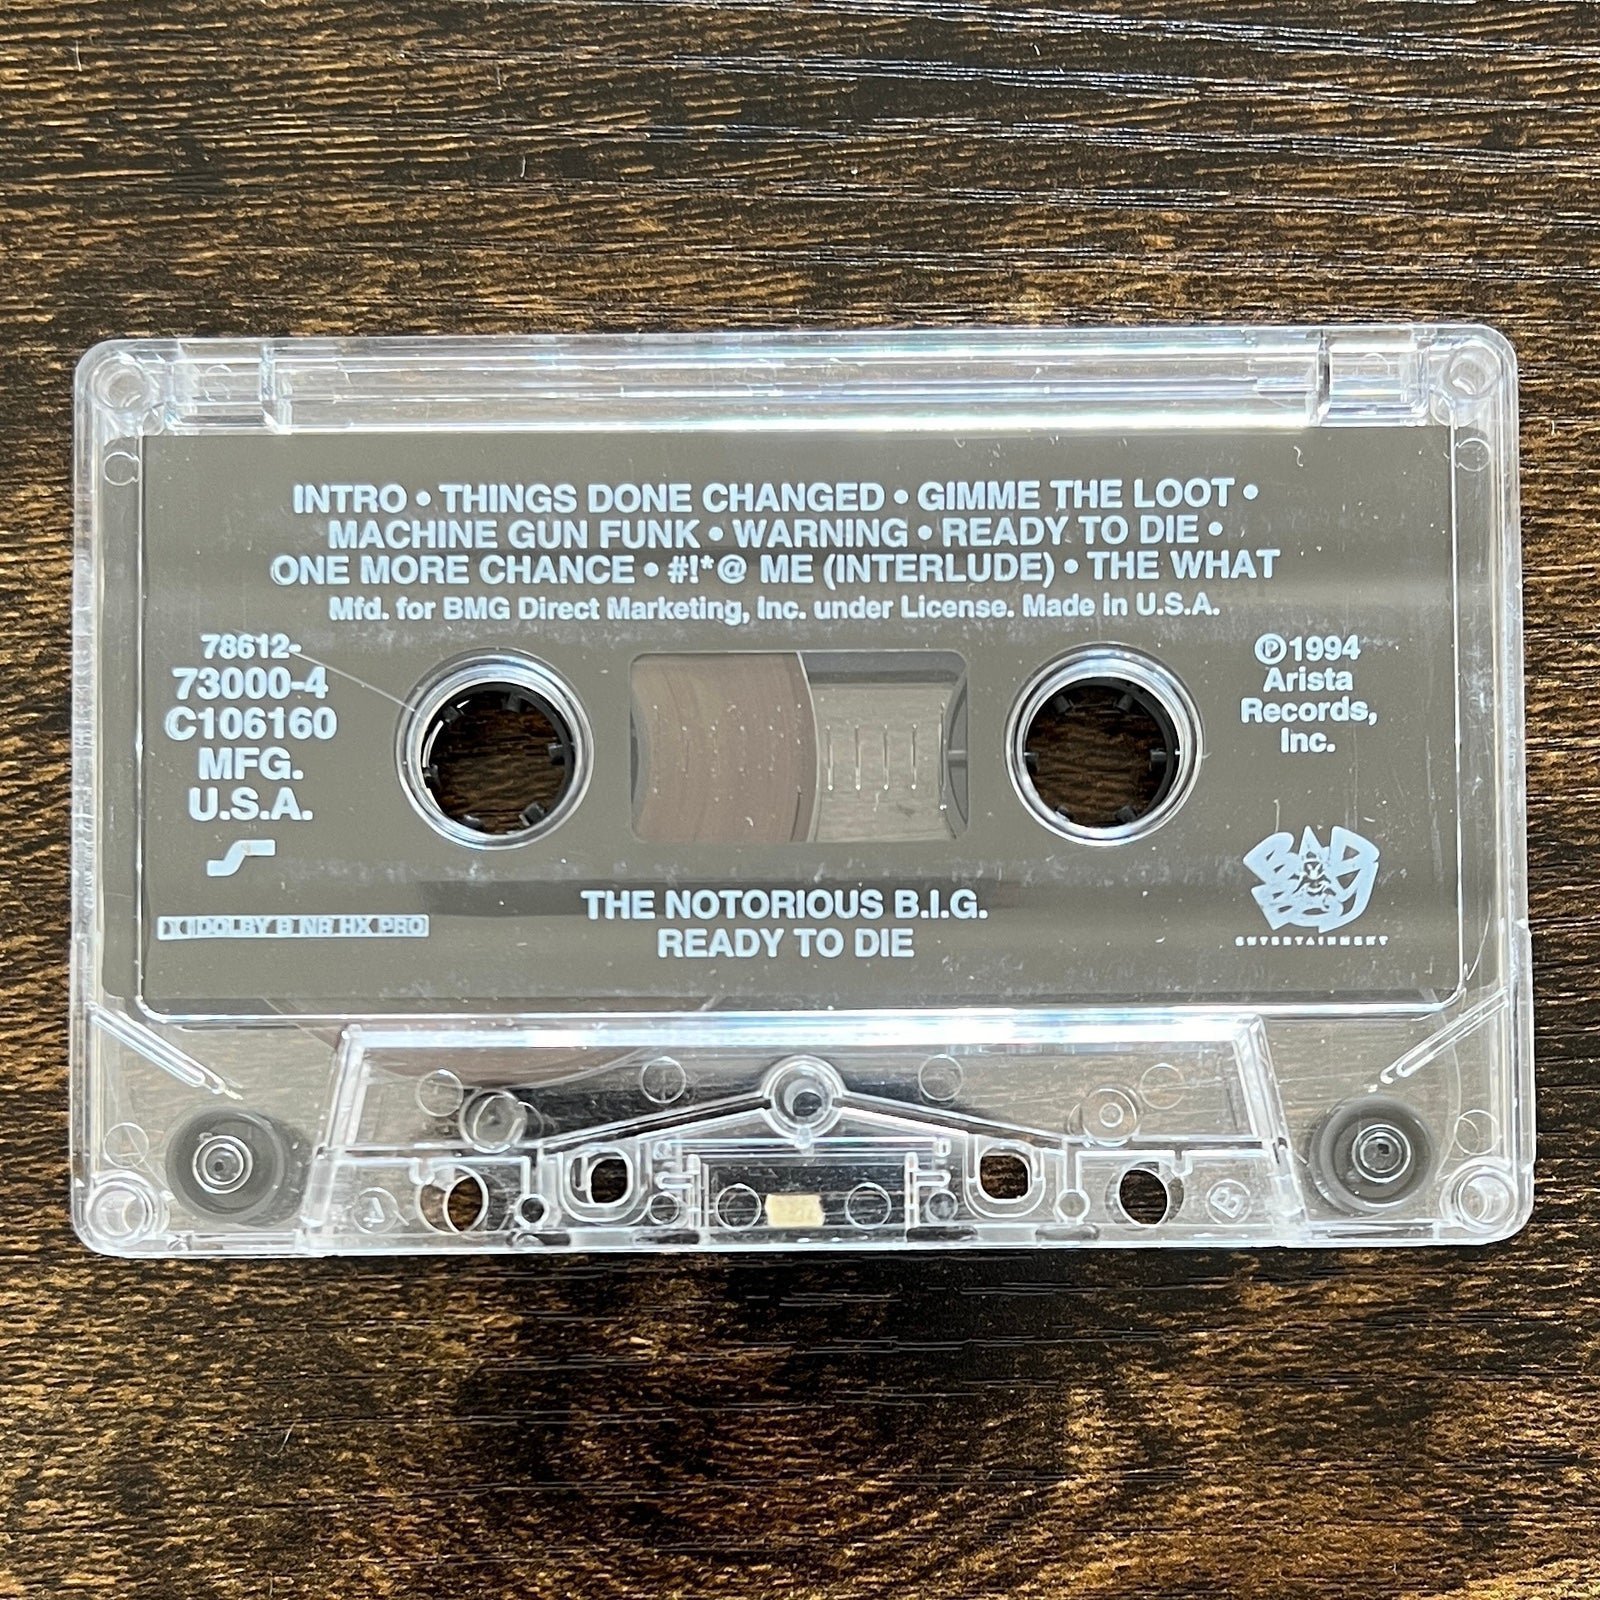 INTRO • THINGS DONE CHANGED • GIMME THE LOOT •
MACHINE GUN FUNK • WARNING • READY TO DIE •
ONE MORE CHANCE • #!*@ ME (INTERLUDE) • THE WHAT
Mfd. for BMG Direct Marketing, Inc. under License. Made in U.S.A.
78612-
73000-4
C106160
MFG.
U.S.A.
DOLBY B NR HX PRO
℗1994
Arista
Records,
Inc.
BAD
BOY
ENTERTAINMENT
THE NOTORIOUS B.I.G.
READY TO DIE
A
B